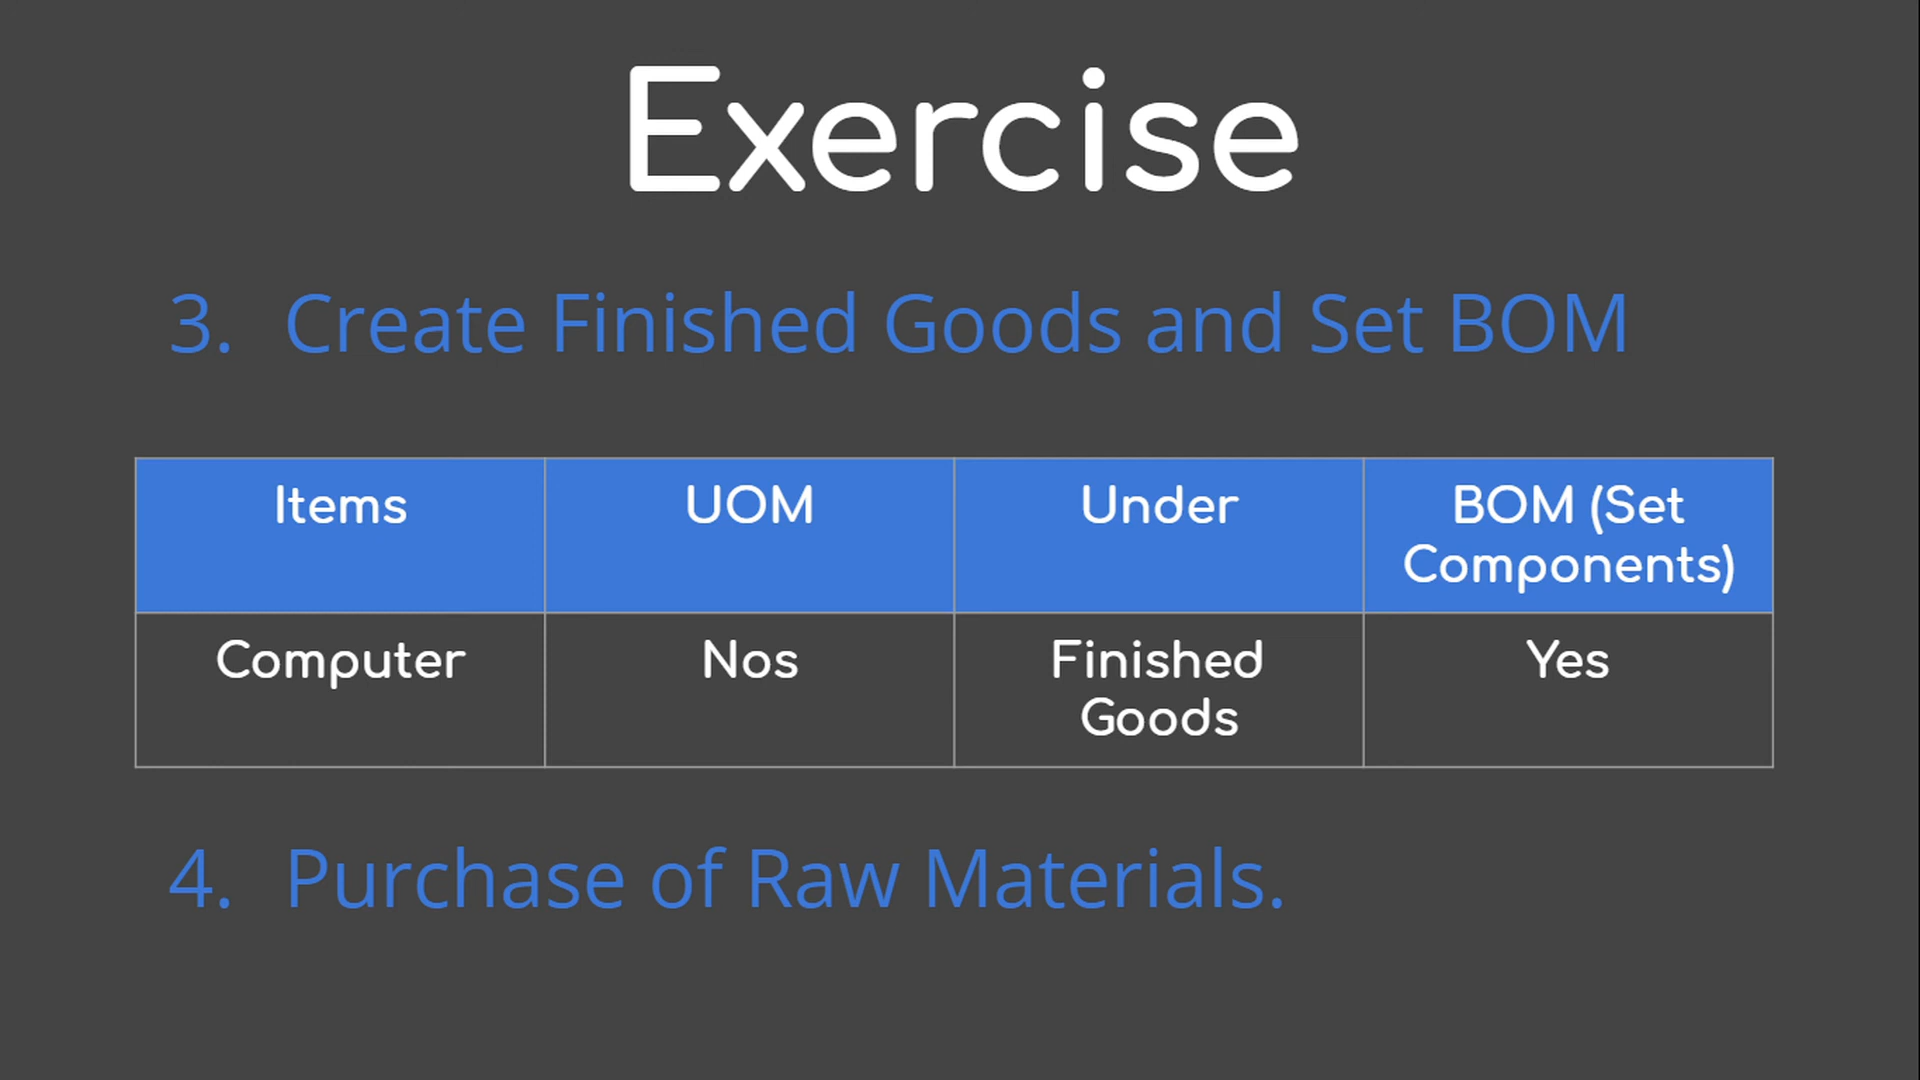 Exercise
3. Create Finished Goods and Set BOM
Items UOM Under BOM (Set Components)
Computer Nos Finished Goods Yes
4. Purchase of Raw Materials.